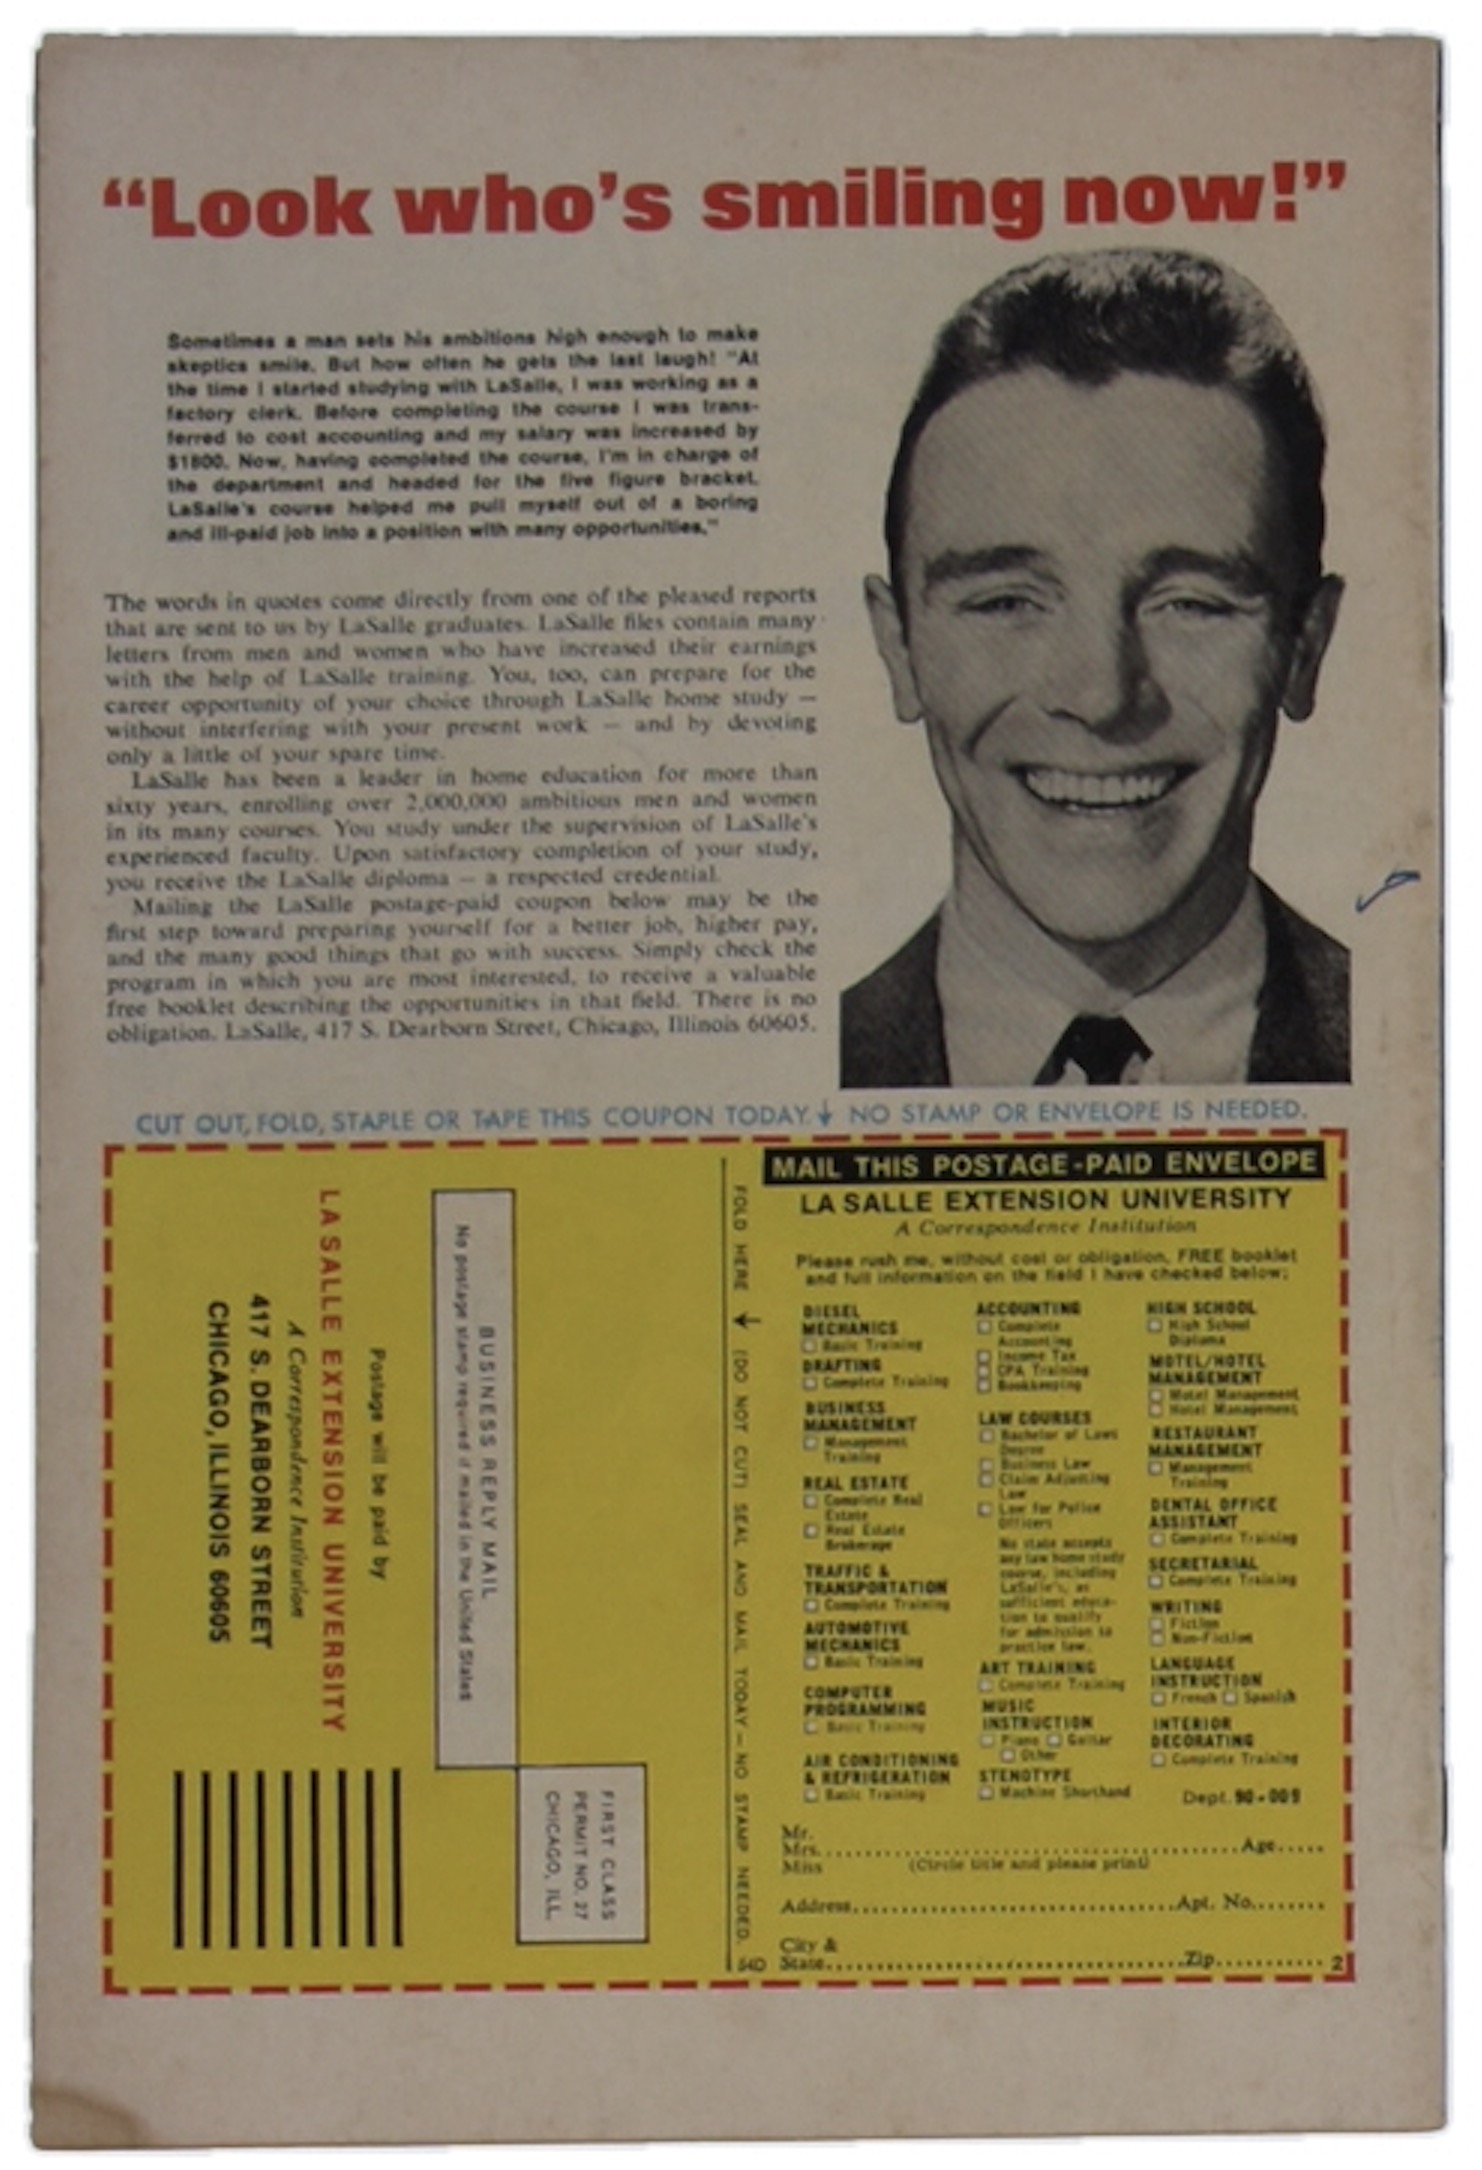 “Look who’s smiling now!”
Sometimes a man sets his ambitions high enough to make
skeptics smile. But how often he gets the last laugh! “At
the time I started studying with LaSalle, I was working as a
factory clerk. Before completing the course I was trans-
ferred to cost accounting and my salary was increased by
$1800. Now, having completed the course, I’m in charge of
the department and headed for the five figure bracket.
LaSalle’s course helped me pull myself out of a boring
and ill-paid job into a position with many opportunities.”
The words in quotes come directly from one of the pleased reports
that are sent to us by LaSalle graduates. LaSalle files contain many
letters from men and women who have increased their earnings
with the help of LaSalle training. You, too, can prepare for the
career opportunity of your choice through LaSalle home study —
without interfering with your present work — and by devoting
only a little of your spare time.
LaSalle has been a leader in home education for more than
sixty years, enrolling over 2,000,000 ambitious men and women
in its many courses. You study under the supervision of LaSalle’s
experienced faculty. Upon satisfactory completion of your study,
you receive the LaSalle diploma — a respected credential.
Mailing the LaSalle postage-paid coupon below may be the
first step toward preparing yourself for a better job, higher pay,
and the many good things that go with success. Simply check the
program in which you are most interested, to receive a valuable
free booklet describing the opportunities in that field. There is no
obligation. LaSalle, 417 S. Dearborn Street, Chicago, Illinois 60605.
CUT OUT, FOLD, STAPLE OR TAPE THIS COUPON TODAY. ↓ NO STAMP OR ENVELOPE IS NEEDED.
FIRST CLASS
PERMIT NO. 27
CHICAGO, ILL.
BUSINESS REPLY MAIL
No postage stamp required if mailed in the United States
Postage will be paid by
LASALLE EXTENSION UNIVERSITY
A Correspondence Institution
417 S. DEARBORN STREET
CHICAGO, ILLINOIS 60605
FOLD HERE ↓ (DO NOT CUT) SEAL AND MAIL TODAY — NO STAMP NEEDED. 54D
MAIL THIS POSTAGE-PAID ENVELOPE
LA SALLE EXTENSION UNIVERSITY
A Correspondence Institution
Please rush me, without cost or obligation, FREE booklet
and full information on the field I have checked below:
DIESEL
MECHANICS
Basic Training
DRAFTING
Complete Training
BUSINESS
MANAGEMENT
Management
Training
REAL ESTATE
Complete Real
Estate
Real Estate
Brokerage
TRAFFIC &
TRANSPORTATION
Complete Training
AUTOMOTIVE
MECHANICS
Basic Training
COMPUTER
PROGRAMMING
Basic Training
AIR CONDITIONING
& REFRIGERATION
Basic Training
ACCOUNTING
Complete
Accounting
Income Tax
CPA Training
Bookkeeping
LAW COURSES
Bachelor of Laws
Degree
Business Law
Claim Adjusting
Law
Law for Police
Officers
No state accepts
any law home study
course, including
LaSalle’s, as
sufficient educa-
tion to qualify
for admission to
practice law.
ART TRAINING
Complete Training
MUSIC
INSTRUCTION
Piano Guitar
Other
STENOTYPE
Machine Shorthand
HIGH SCHOOL
High School
Diploma
MOTEL/HOTEL
MANAGEMENT
Motel Management
Hotel Management
RESTAURANT
MANAGEMENT
Management
Training
DENTAL OFFICE
ASSISTANT
Complete Training
SECRETARIAL
Complete Training
WRITING
Fiction
Non-Fiction
LANGUAGE
INSTRUCTION
French Spanish
INTERIOR
DECORATING
Complete Training
Dept. 90-009
Mr.
Mrs. Age
Miss (Circle title and please print)
Address Apt. No.
City &
State Zip 2